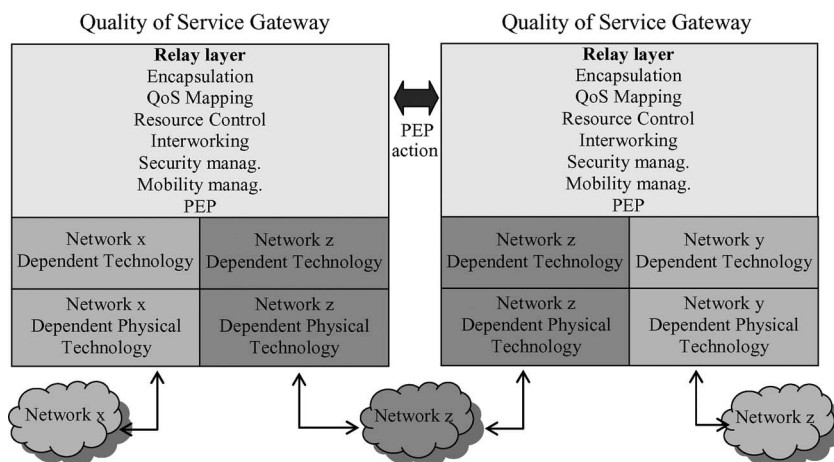 Quality of Service Gateway
Relay layer
Encapsulation
QoS Mapping
Resource Control
Interworking
Security manag.
Mobility manag.
PEP
Network x
Dependent Technology
Network z
Dependent Technology
Network x
Dependent Physical
Technology
Network z
Dependent Physical
Technology
PEP
action
Quality of Service Gateway
Relay layer
Encapsulation
QoS Mapping
Resource Control
Interworking
Security manag.
Mobility manag.
PEP
Network z
Dependent Technology
Network y
Dependent Technology
Network z
Dependent Physical
Technology
Network y
Dependent Physical
Technology
Network x
Network z
Network z